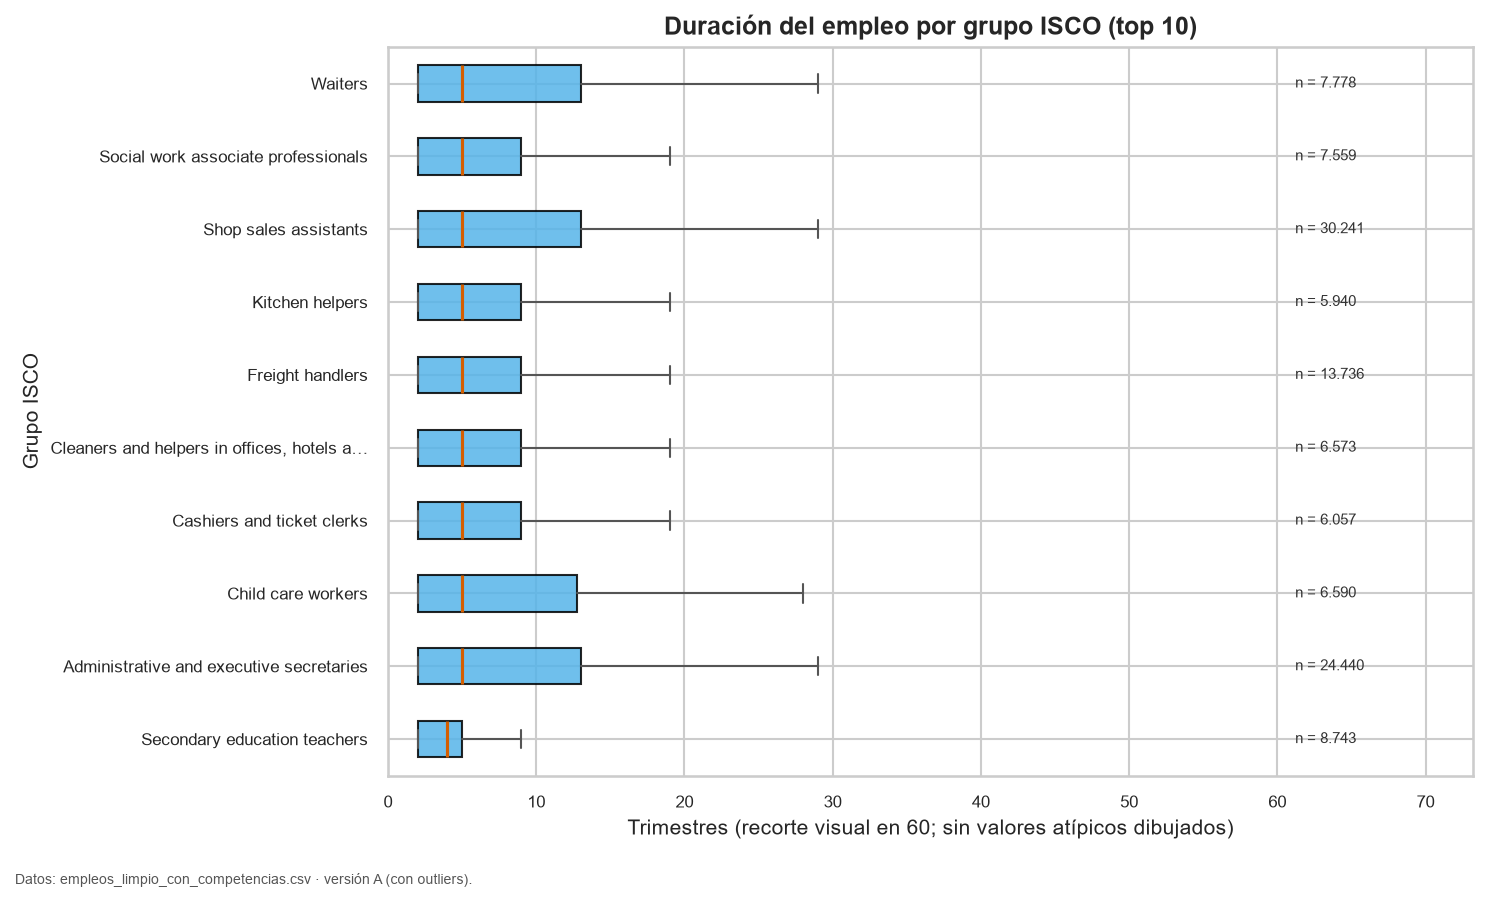 Duración del empleo por grupo ISCO (top 10)
Grupo ISCO
Waiters
n = 7.778
Social work associate professionals
n = 7.559
Shop sales assistants
n = 30.241
Kitchen helpers
n = 5.940
Freight handlers
n = 13.736
Cleaners and helpers in offices, hotels a…
n = 6.573
Cashiers and ticket clerks
n = 6.057
Child care workers
n = 6.590
Administrative and executive secretaries
n = 24.440
Secondary education teachers
n = 8.743
0 10 20 30 40 50 60 70
Trimestres (recorte visual en 60; sin valores atípicos dibujados)
Datos: empleos_limpio_con_competencias.csv · versión A (con outliers).